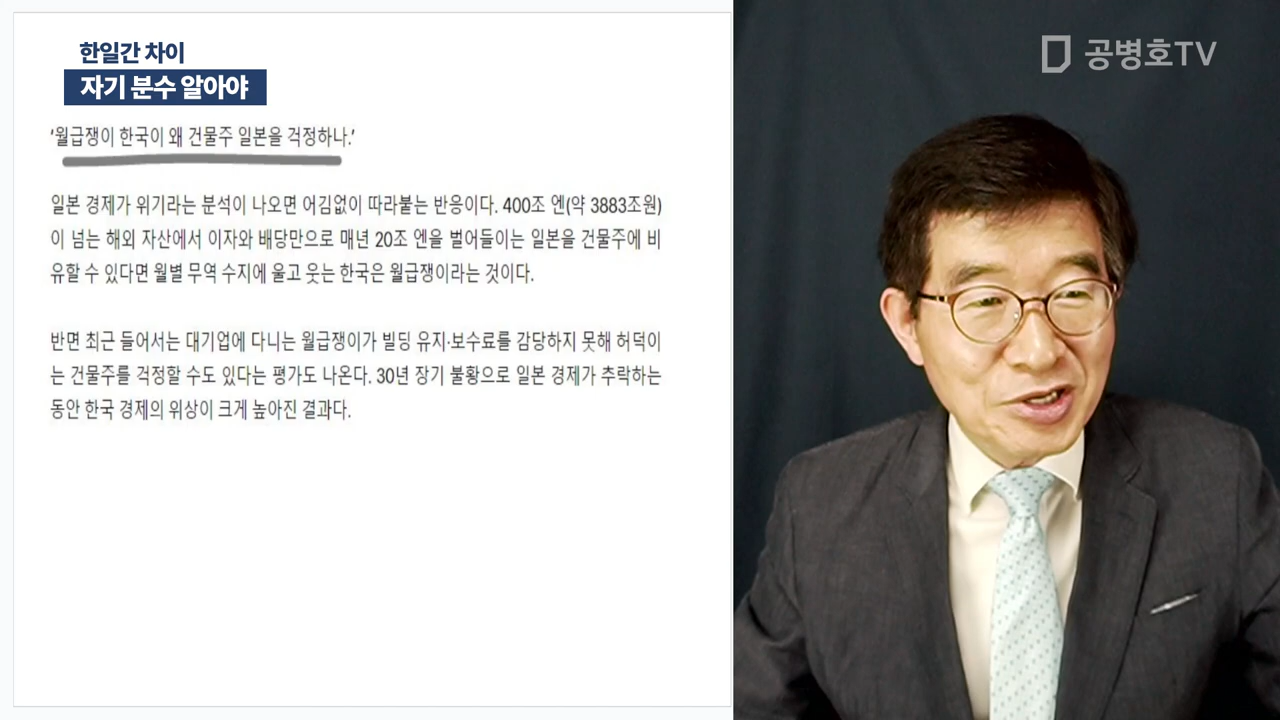 한일간 차이
자기 분수 알아야
공병호TV
'월급쟁이 한국이 왜 건물주 일본을 걱정하나.'
일본 경제가 위기라는 분석이 나오면 어김없이 따라붙는 반응이다. 400조 엔(약 3883조원)
이 넘는 해외 자산에서 이자와 배당만으로 매년 20조 엔을 벌어들이는 일본을 건물주에 비
유할 수 있다면 월별 무역 수지에 울고 웃는 한국은 월급쟁이라는 것이다.
반면 최근 들어서는 대기업에 다니는 월급쟁이가 빌딩 유지·보수료를 감당하지 못해 허덕이
는 건물주를 걱정할 수도 있다는 평가도 나온다. 30년 장기 불황으로 일본 경제가 추락하는
동안 한국 경제의 위상이 크게 높아진 결과다.